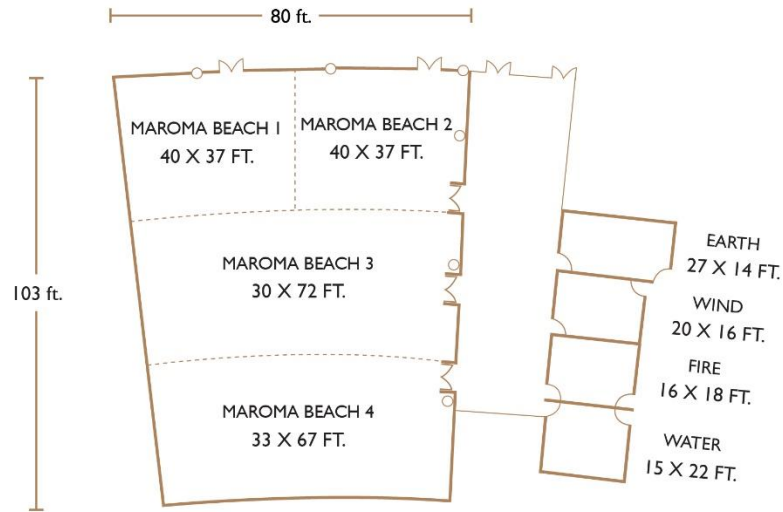 80 ft.
MAROMA BEACH 1
40 X 37 FT.
MAROMA BEACH 2
40 X 37 FT.
103 ft.
MAROMA BEACH 3
30 X 72 FT.
MAROMA BEACH 4
33 X 67 FT.
EARTH
27 X 14 FT.
WIND
20 X 16 FT.
FIRE
16 X 18 FT.
WATER
15 X 22 FT.